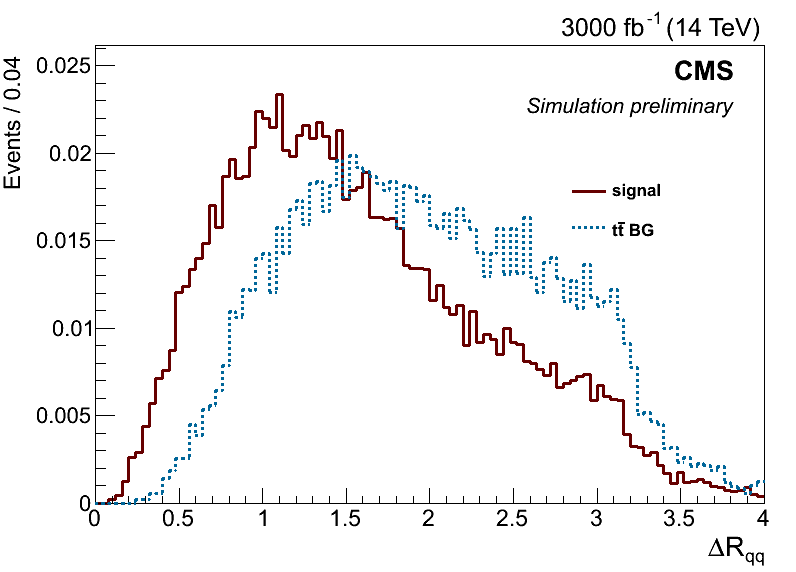 3000 fb⁻¹ (14 TeV)
Events / 0.04
CMS
Simulation preliminary
signal
tt̄ BG
0.025
0.02
0.015
0.01
0.005
0
0 0.5 1 1.5 2 2.5 3 3.5 4
ΔR_qq